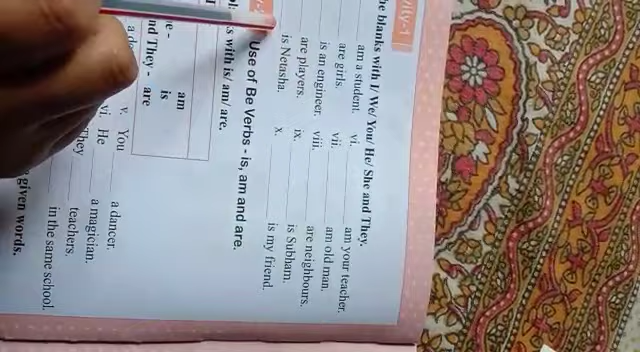 ity-1
he blanks with I/ We/ You/ He/ She and They.
am a student. vi. am your teacher.
are girls. vii. am old man.
is an engineer. viii. are neighbours.
are players. ix. is Subham.
is Netasha. x. is my friend.
Use of Be Verbs - is, am and are.
s with is/ am/ are.
am
e - is
nd They - are
v. You a dancer.
vi. He a magician.
They teachers.
in the same school.
given words.